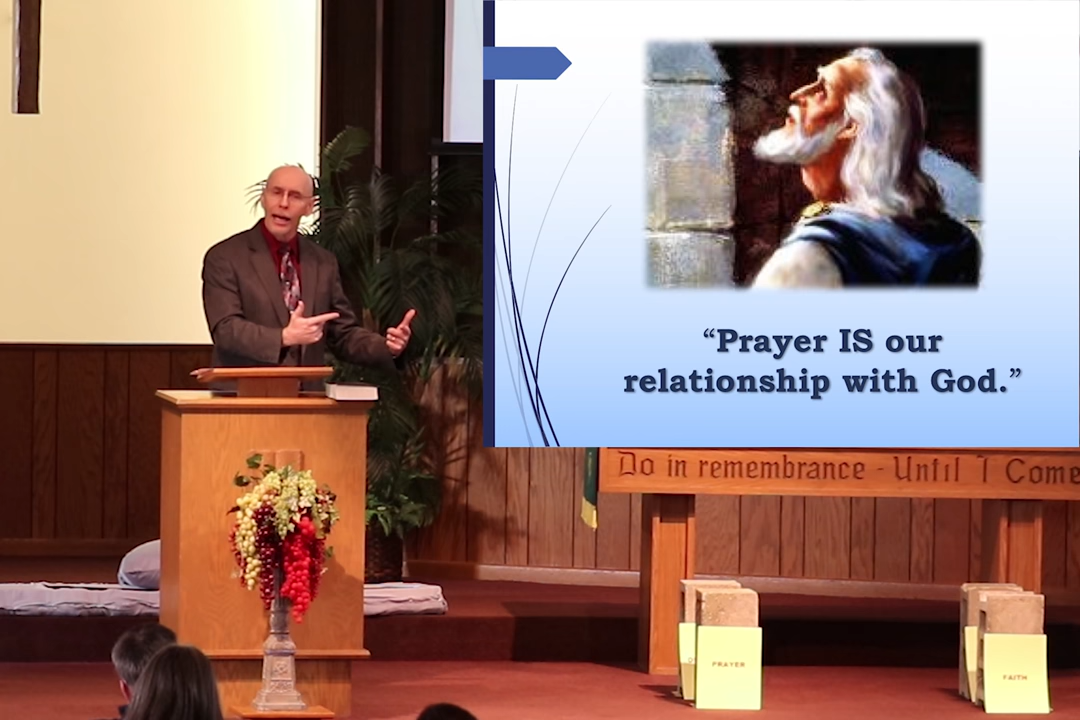 “Prayer IS our
relationship with God.”
Do in remembrance - Until I Come
PRAYER
FAITH